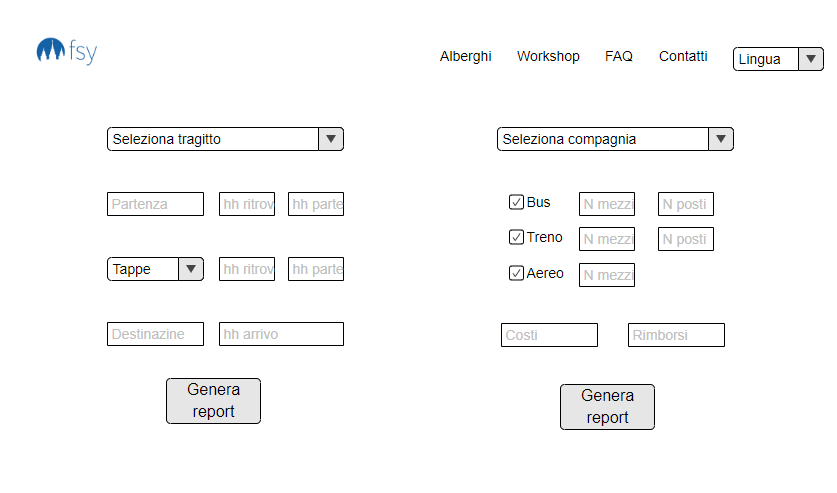 fsy
Alberghi Workshop FAQ Contatti Lingua
Seleziona tragitto
Partenza hh ritrov hh parte
Tappe hh ritrov hh parte
Destinazine hh arrivo
Genera
report
Seleziona compagnia
Bus N mezzi N posti
Treno N mezzi N posti
Aereo N mezzi
Costi Rimborsi
Genera
report